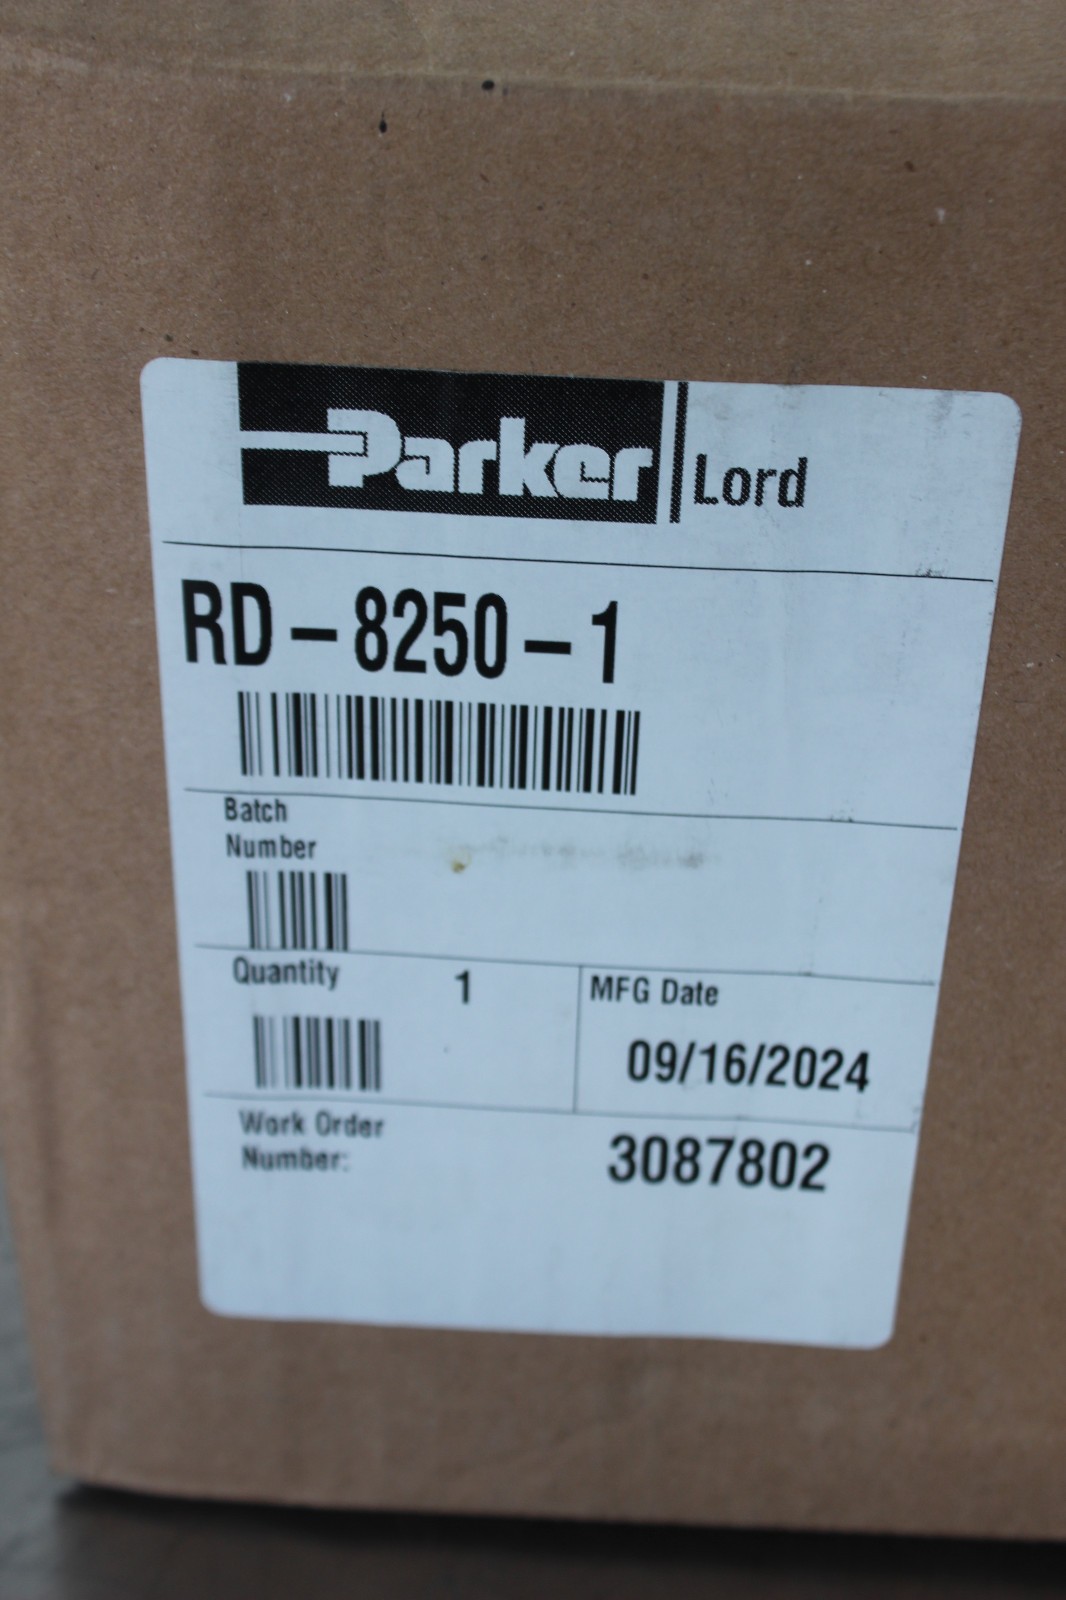 Parker Lord
RD-8250-1
Batch
Number
Quantity 1
MFG Date
09/16/2024
Work Order
Number: 3087802